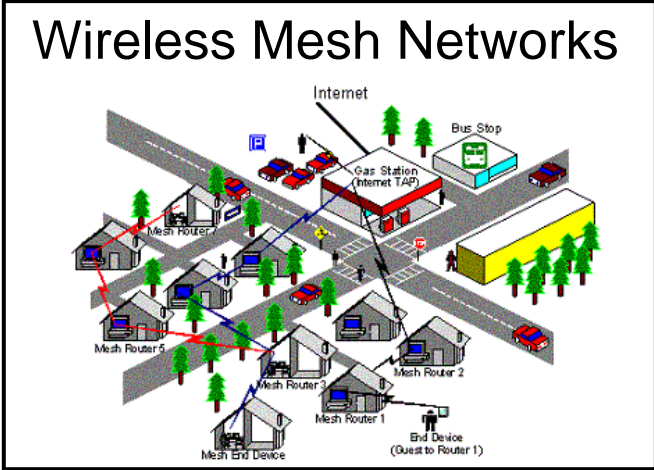 Wireless Mesh Networks
Internet
Bus Stop
P
Gas Station
(Internet TAP)
Mesh Router 7
Mesh Router 5
Mesh Router 3
Mesh Router 2
Mesh Router 1
End Device
(Guest to Router 1)
Mesh End Device